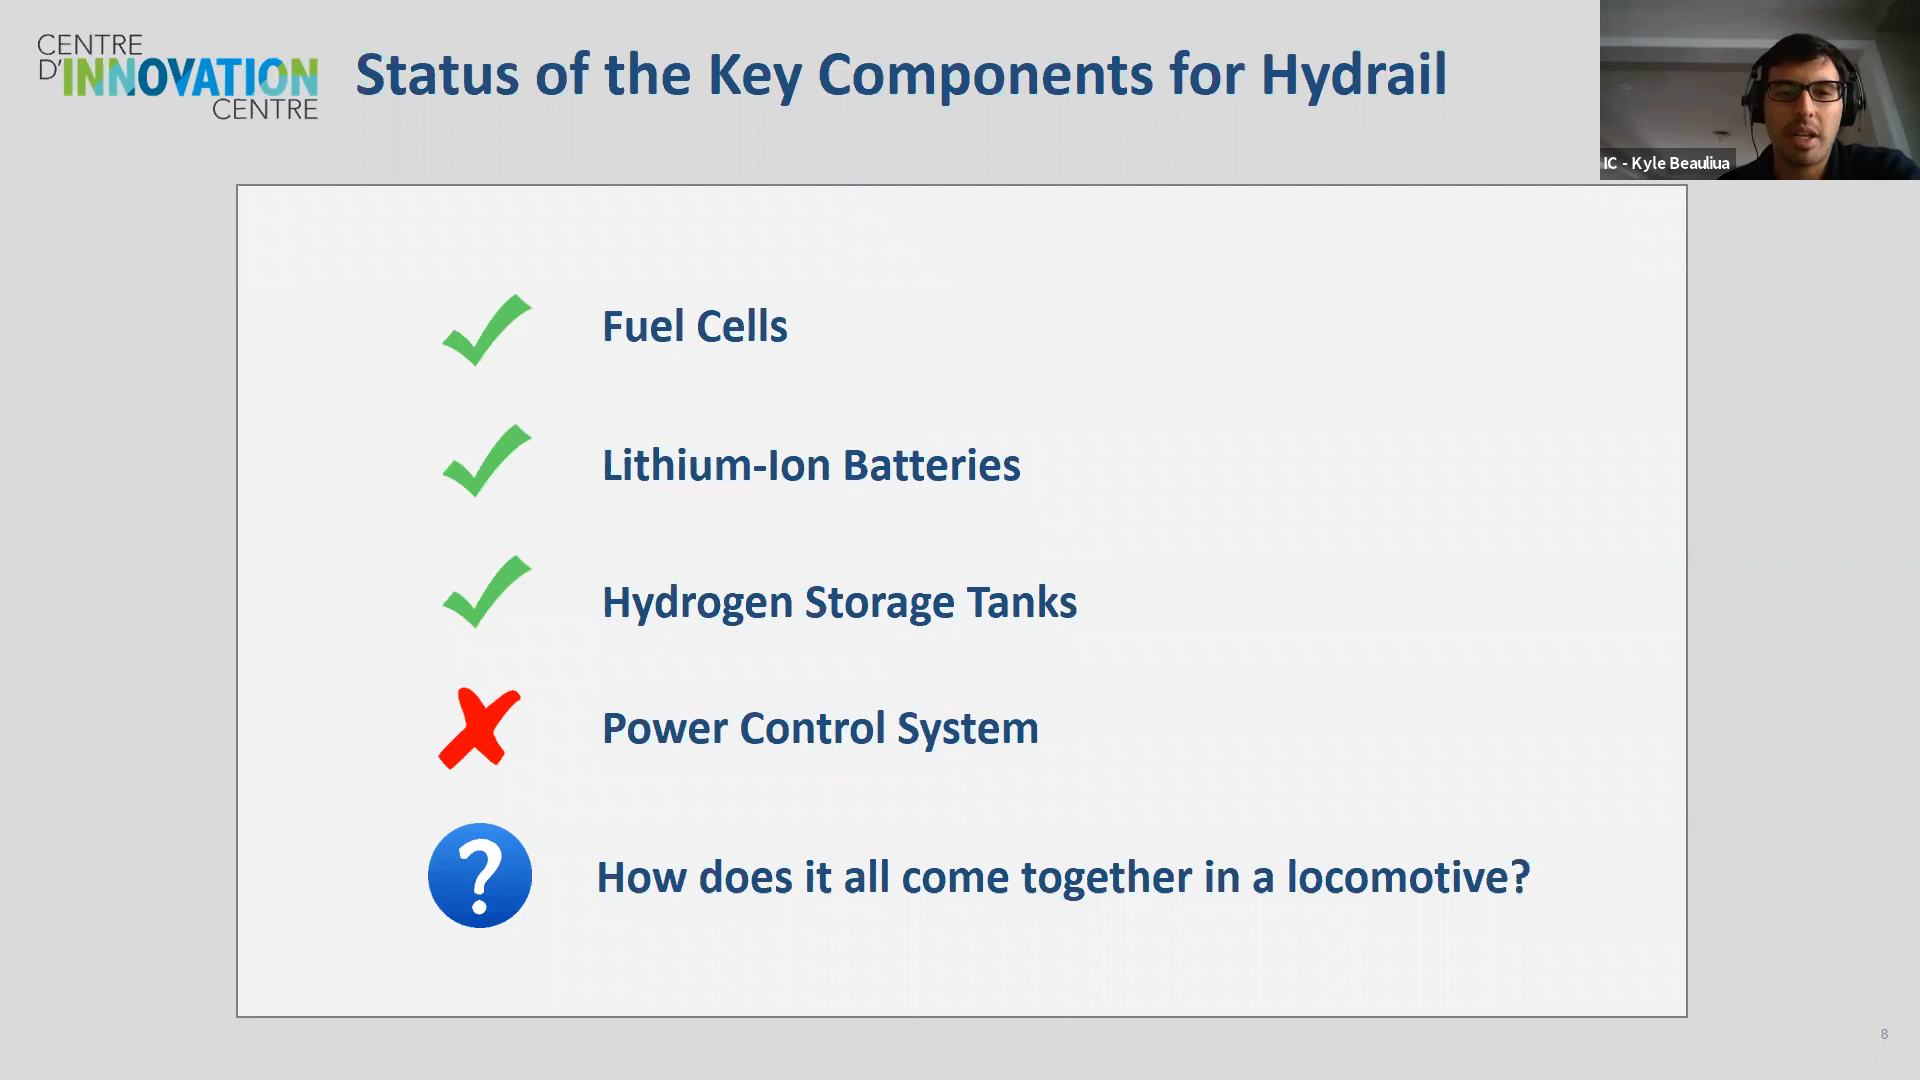 CENTRE
D'INNOVATION
CENTRE
Status of the Key Components for Hydrail
IC - Kyle Beauliua
Fuel Cells
Lithium-Ion Batteries
Hydrogen Storage Tanks
Power Control System
?
How does it all come together in a locomotive?
8